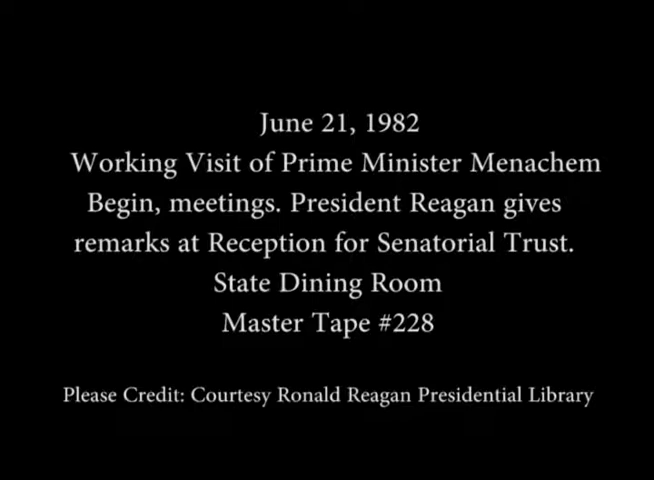 June 21, 1982
Working Visit of Prime Minister Menachem
Begin, meetings. President Reagan gives
remarks at Reception for Senatorial Trust.
State Dining Room
Master Tape #228
Please Credit: Courtesy Ronald Reagan Presidential Library